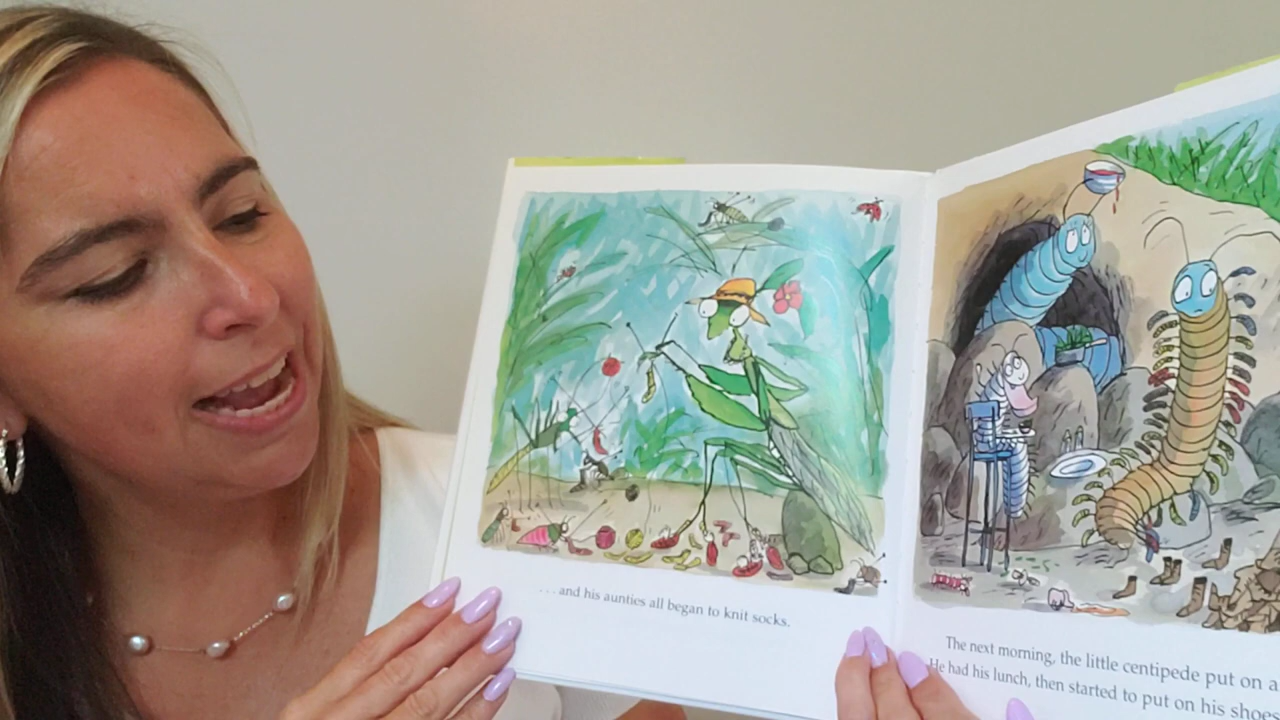 . . . and his aunties all began to knit socks.
The next morning, the little centipede put on a
He had his lunch, then started to put on his shoes